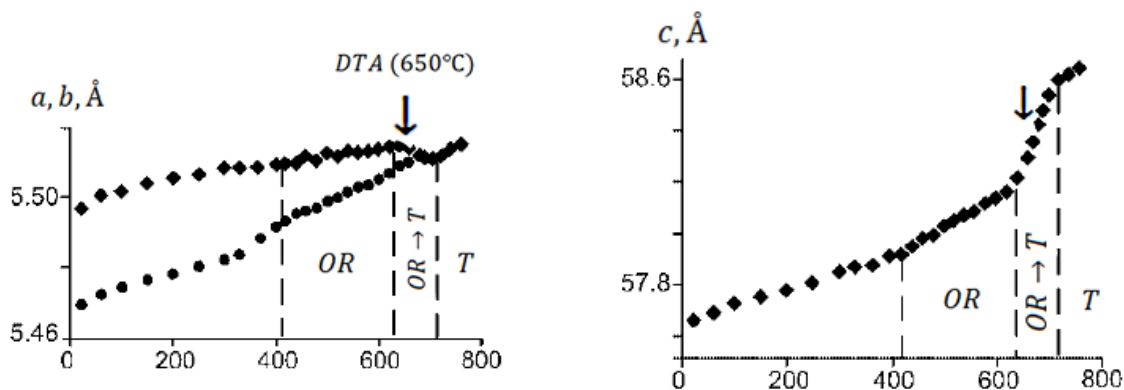 DTA (650°C)
a, b, Å
5.50
5.46
OR
OR → T
T
0 200 400 600 800
c, Å
58.6
57.8
OR
OR → T
T
0 200 400 600 800